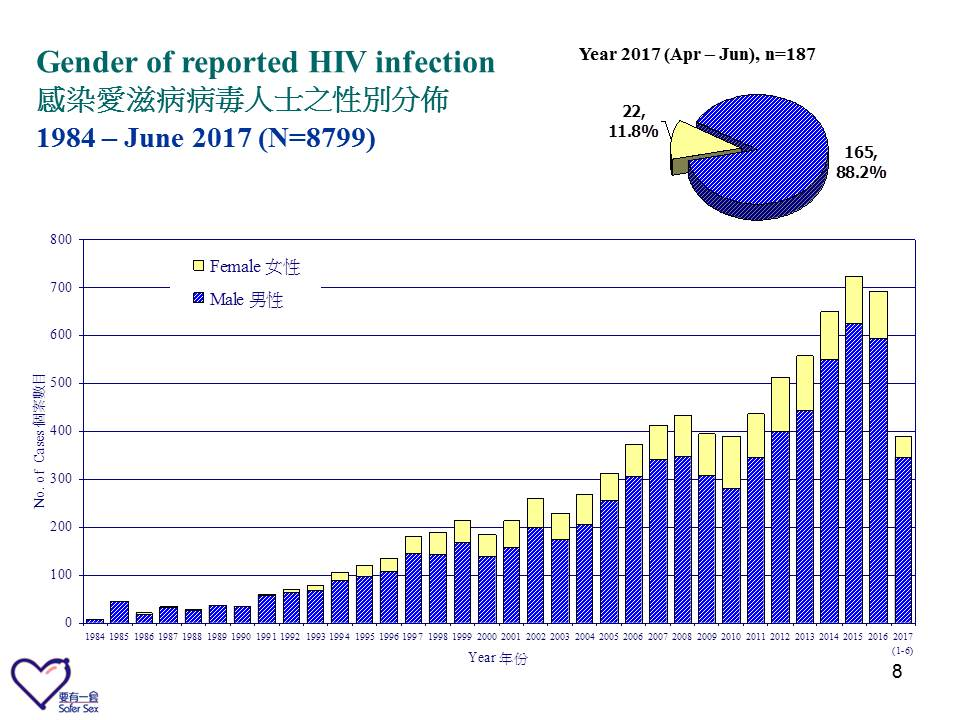 Gender of reported HIV infection
感染愛滋病病毒人士之性別分佈
1984 – June 2017 (N=8799)
Year 2017 (Apr – Jun), n=187
22,
11.8%
165,
88.2%
800
700
600
500
400
300
200
100
0
No. of Cases 個案數目
Female 女性
Male 男性
1984 1985 1986 1987 1988 1989 1990 1991 1992 1993 1994 1995 1996 1997 1998 1999 2000 2001 2002 2003 2004 2005 2006 2007 2008 2009 2010 2011 2012 2013 2014 2015 2016 2017
(1-6)
Year 年份
要有一套
Safer Sex
8